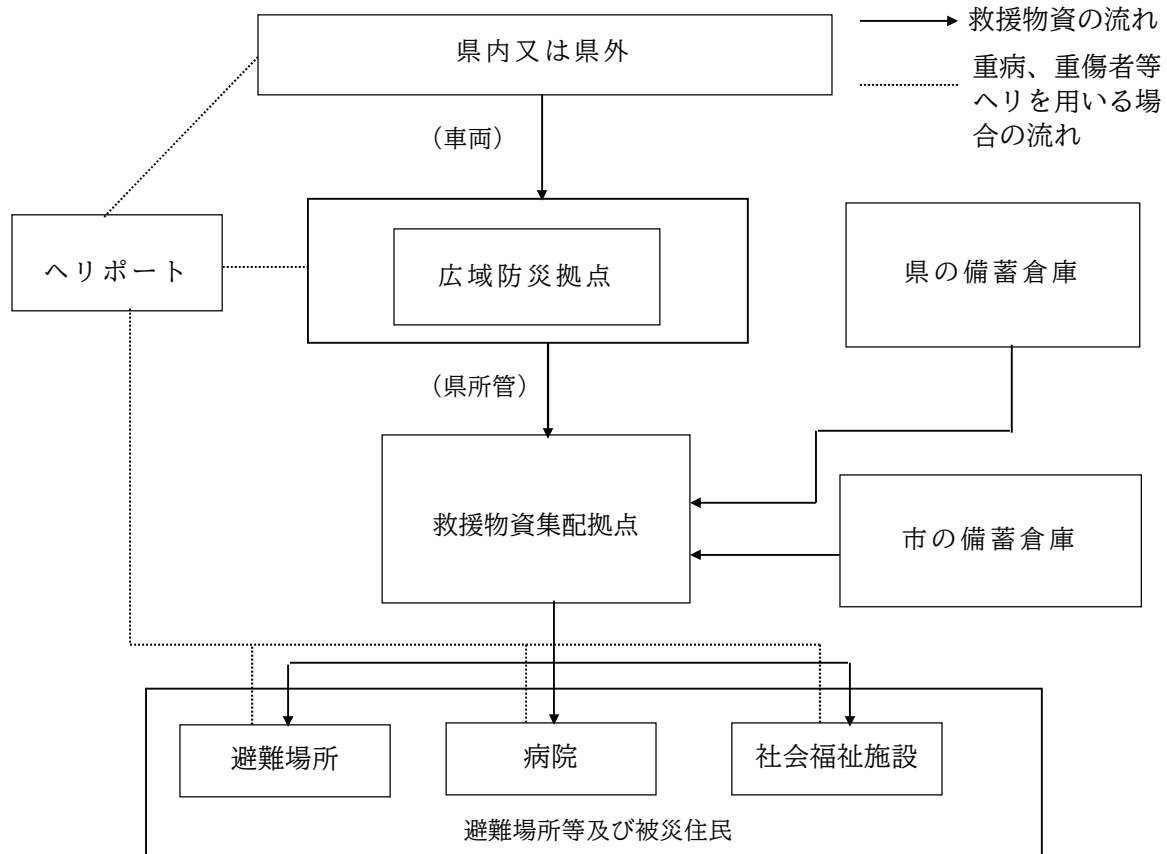 県内又は県外
救援物資の流れ
重病、重傷者等
ヘリを用いる場
合の流れ
（車両）
ヘリポート
広域防災拠点
県の備蓄倉庫
（県所管）
救援物資集配拠点
市の備蓄倉庫
避難場所
病院
社会福祉施設
避難場所等及び被災住民